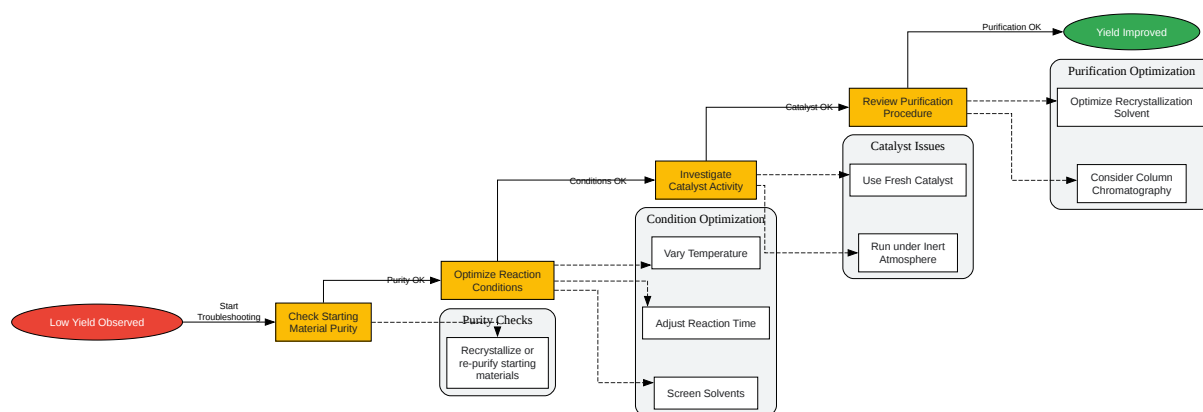 Purification OK
Yield Improved
Purification Optimization
Optimize Recrystallization
Solvent
Consider Column
Chromatography
Catalyst OK
Review Purification
Procedure
Catalyst Issues
Use Fresh Catalyst
Run under Inert
Atmosphere
Conditions OK
Investigate
Catalyst Activity
Condition Optimization
Vary Temperature
Adjust Reaction Time
Screen Solvents
Purity OK
Optimize Reaction
Conditions
Purity Checks
Recrystallize or
re-purify starting
materials
Low Yield Observed
Start
Troubleshooting
Check Starting
Material Purity